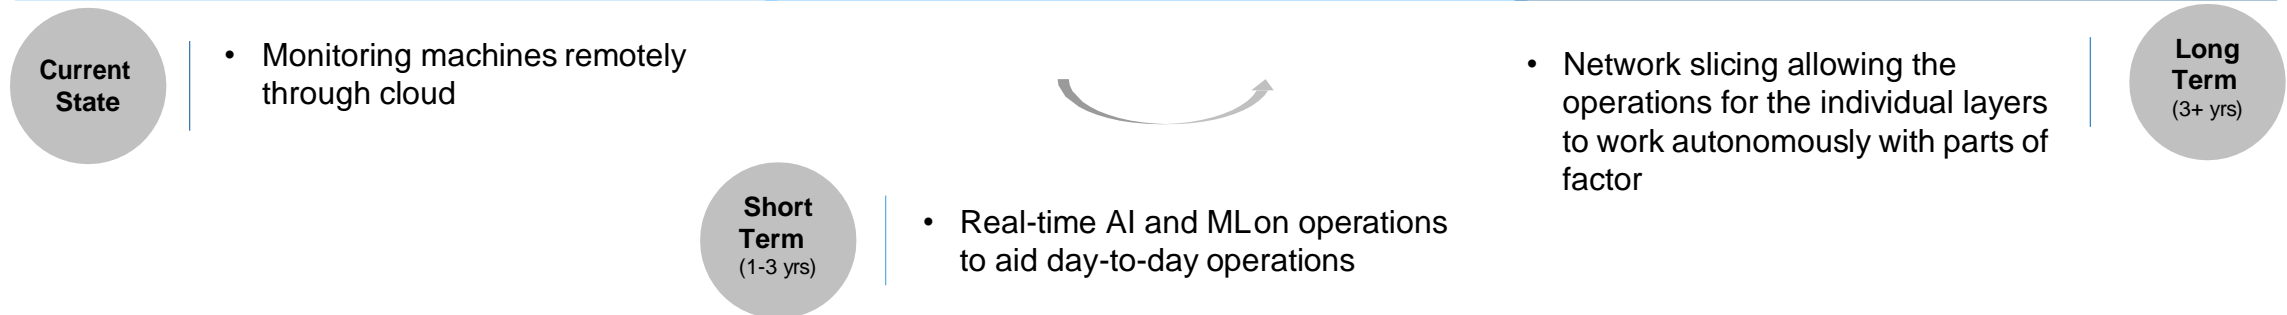 Current
State
• Monitoring machines remotely
through cloud
Short
Term
(1-3 yrs)
• Real-time AI and MLon operations
to aid day-to-day operations
• Network slicing allowing the
operations for the individual layers
to work autonomously with parts of
factor
Long
Term
(3+ yrs)